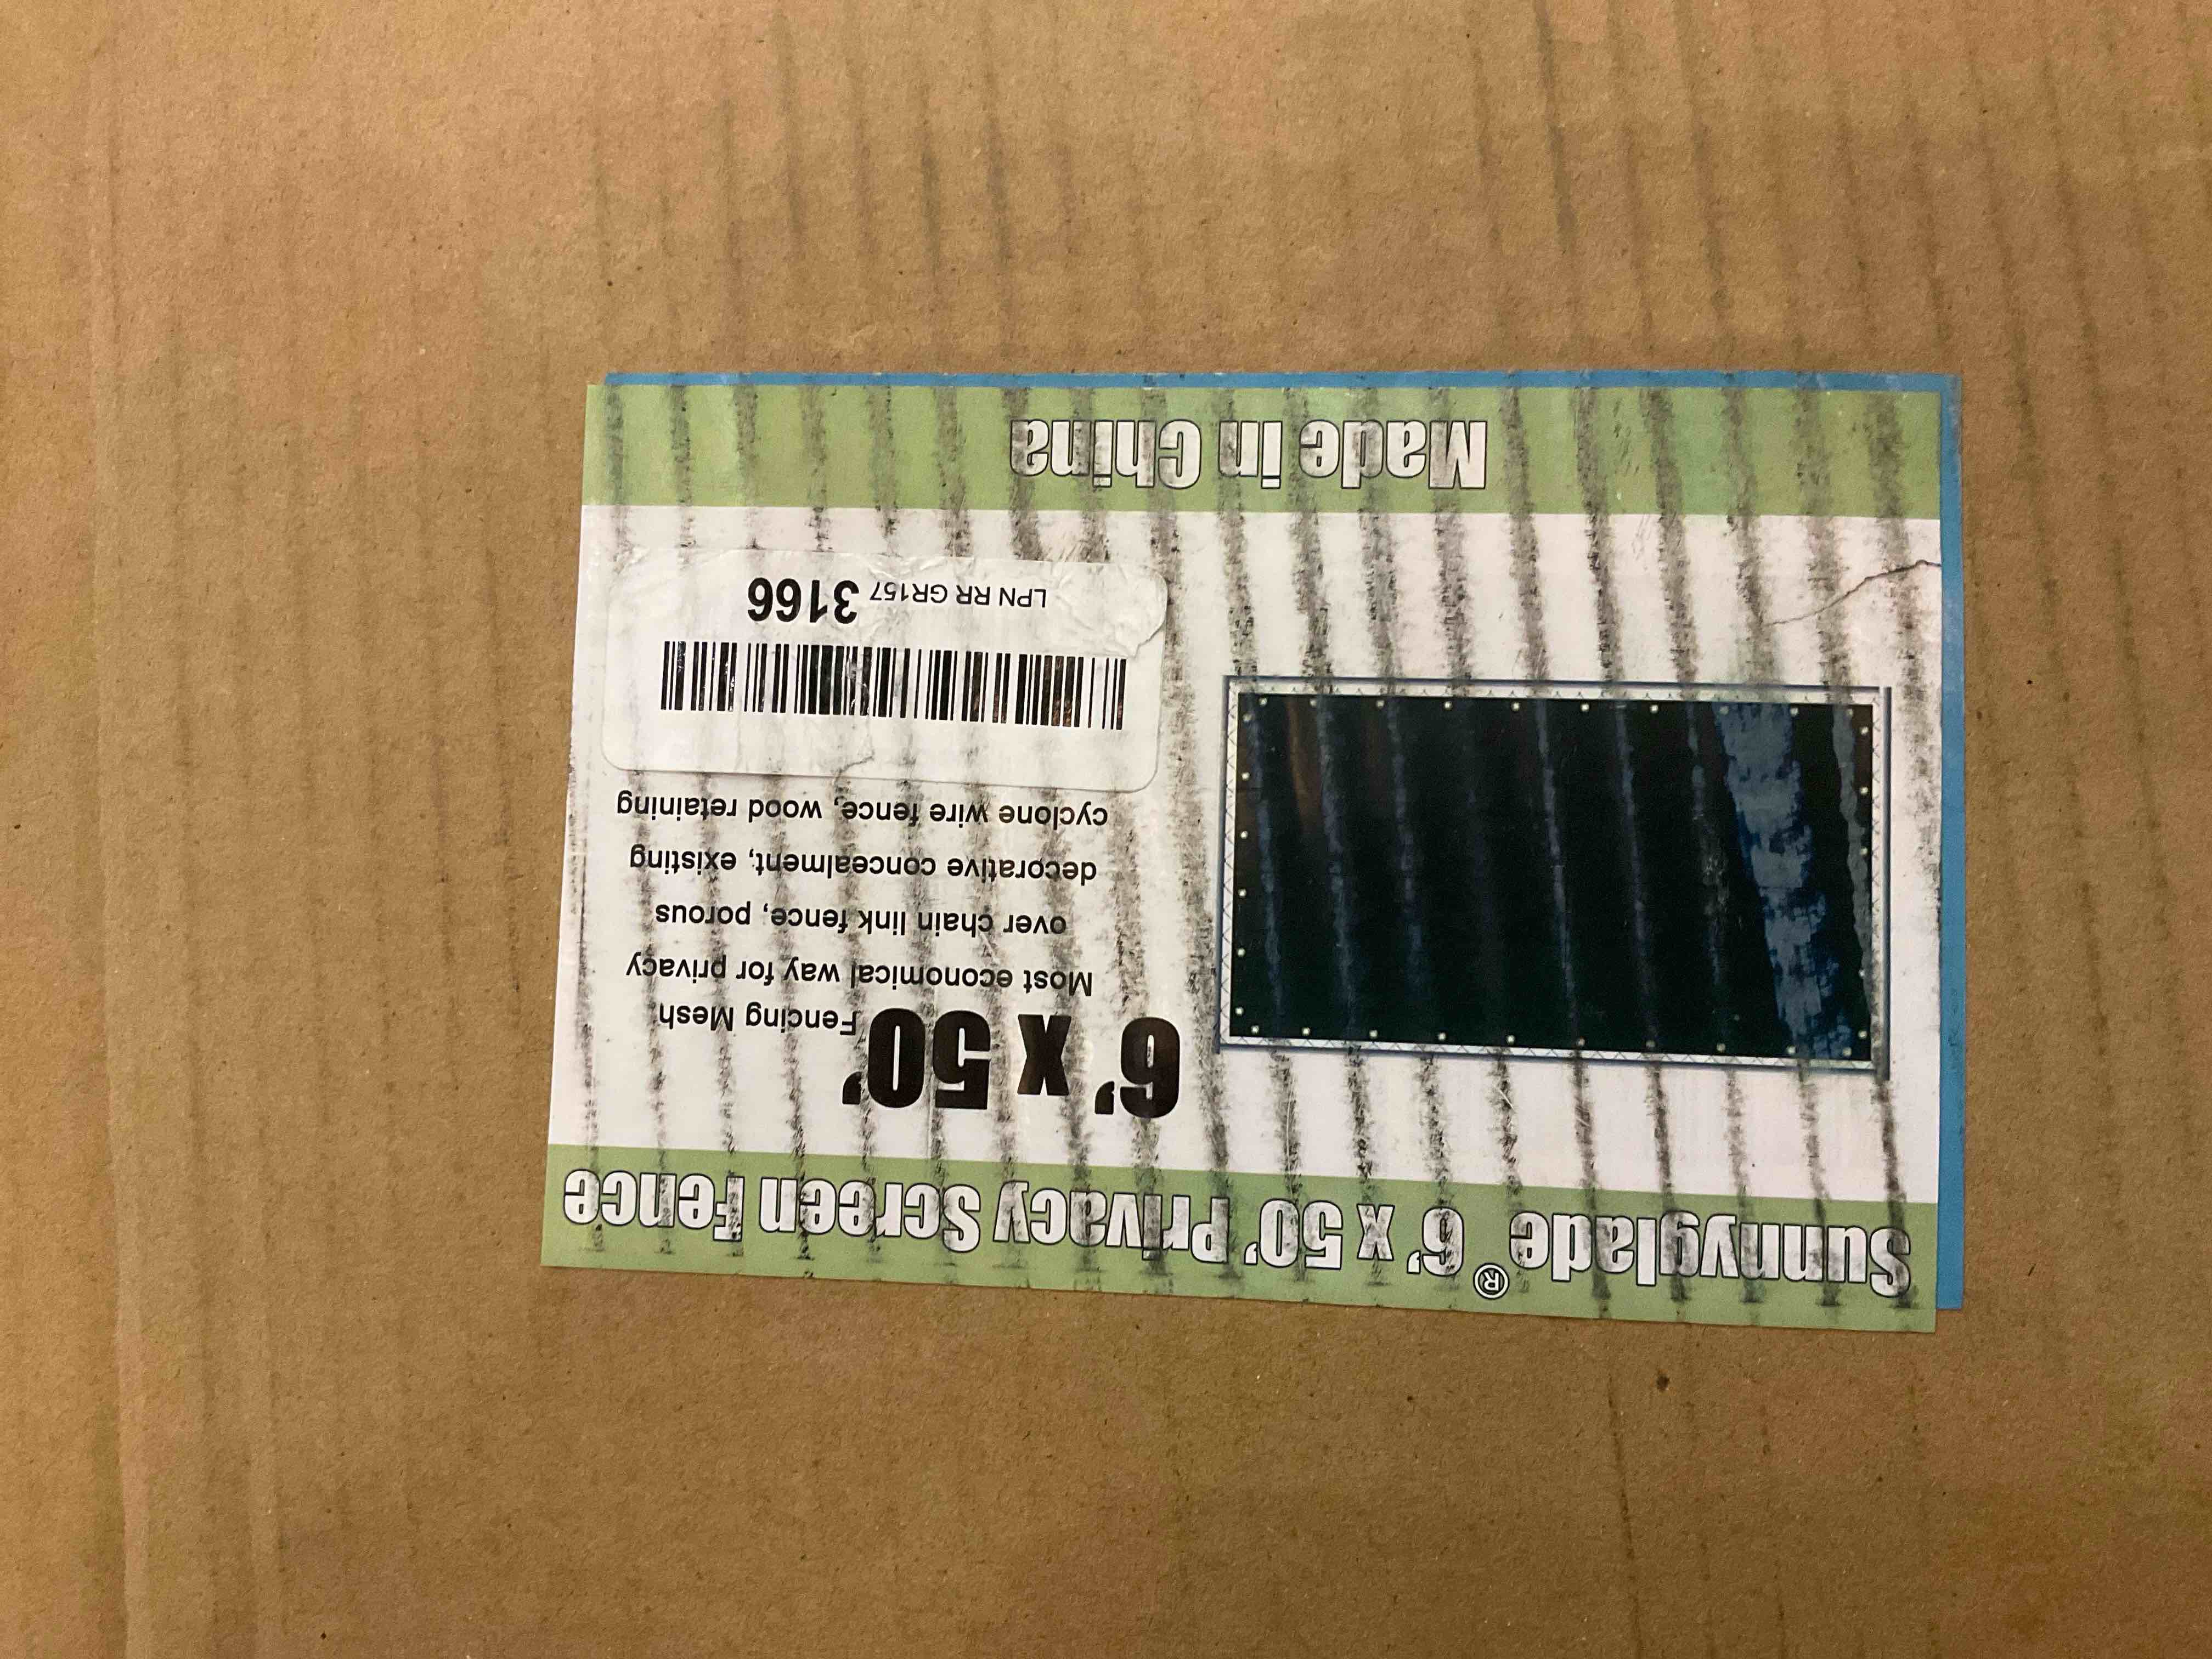 Sunnyglade® 6' X 50' Privacy Screen Fence
6' X 50'
Fencing Mesh
Most economical way for privacy
over chain link fence, porous
decorative concealment, existing
cyclone wire fence, wood retaining
LPN RR GR157 3166
Made in China